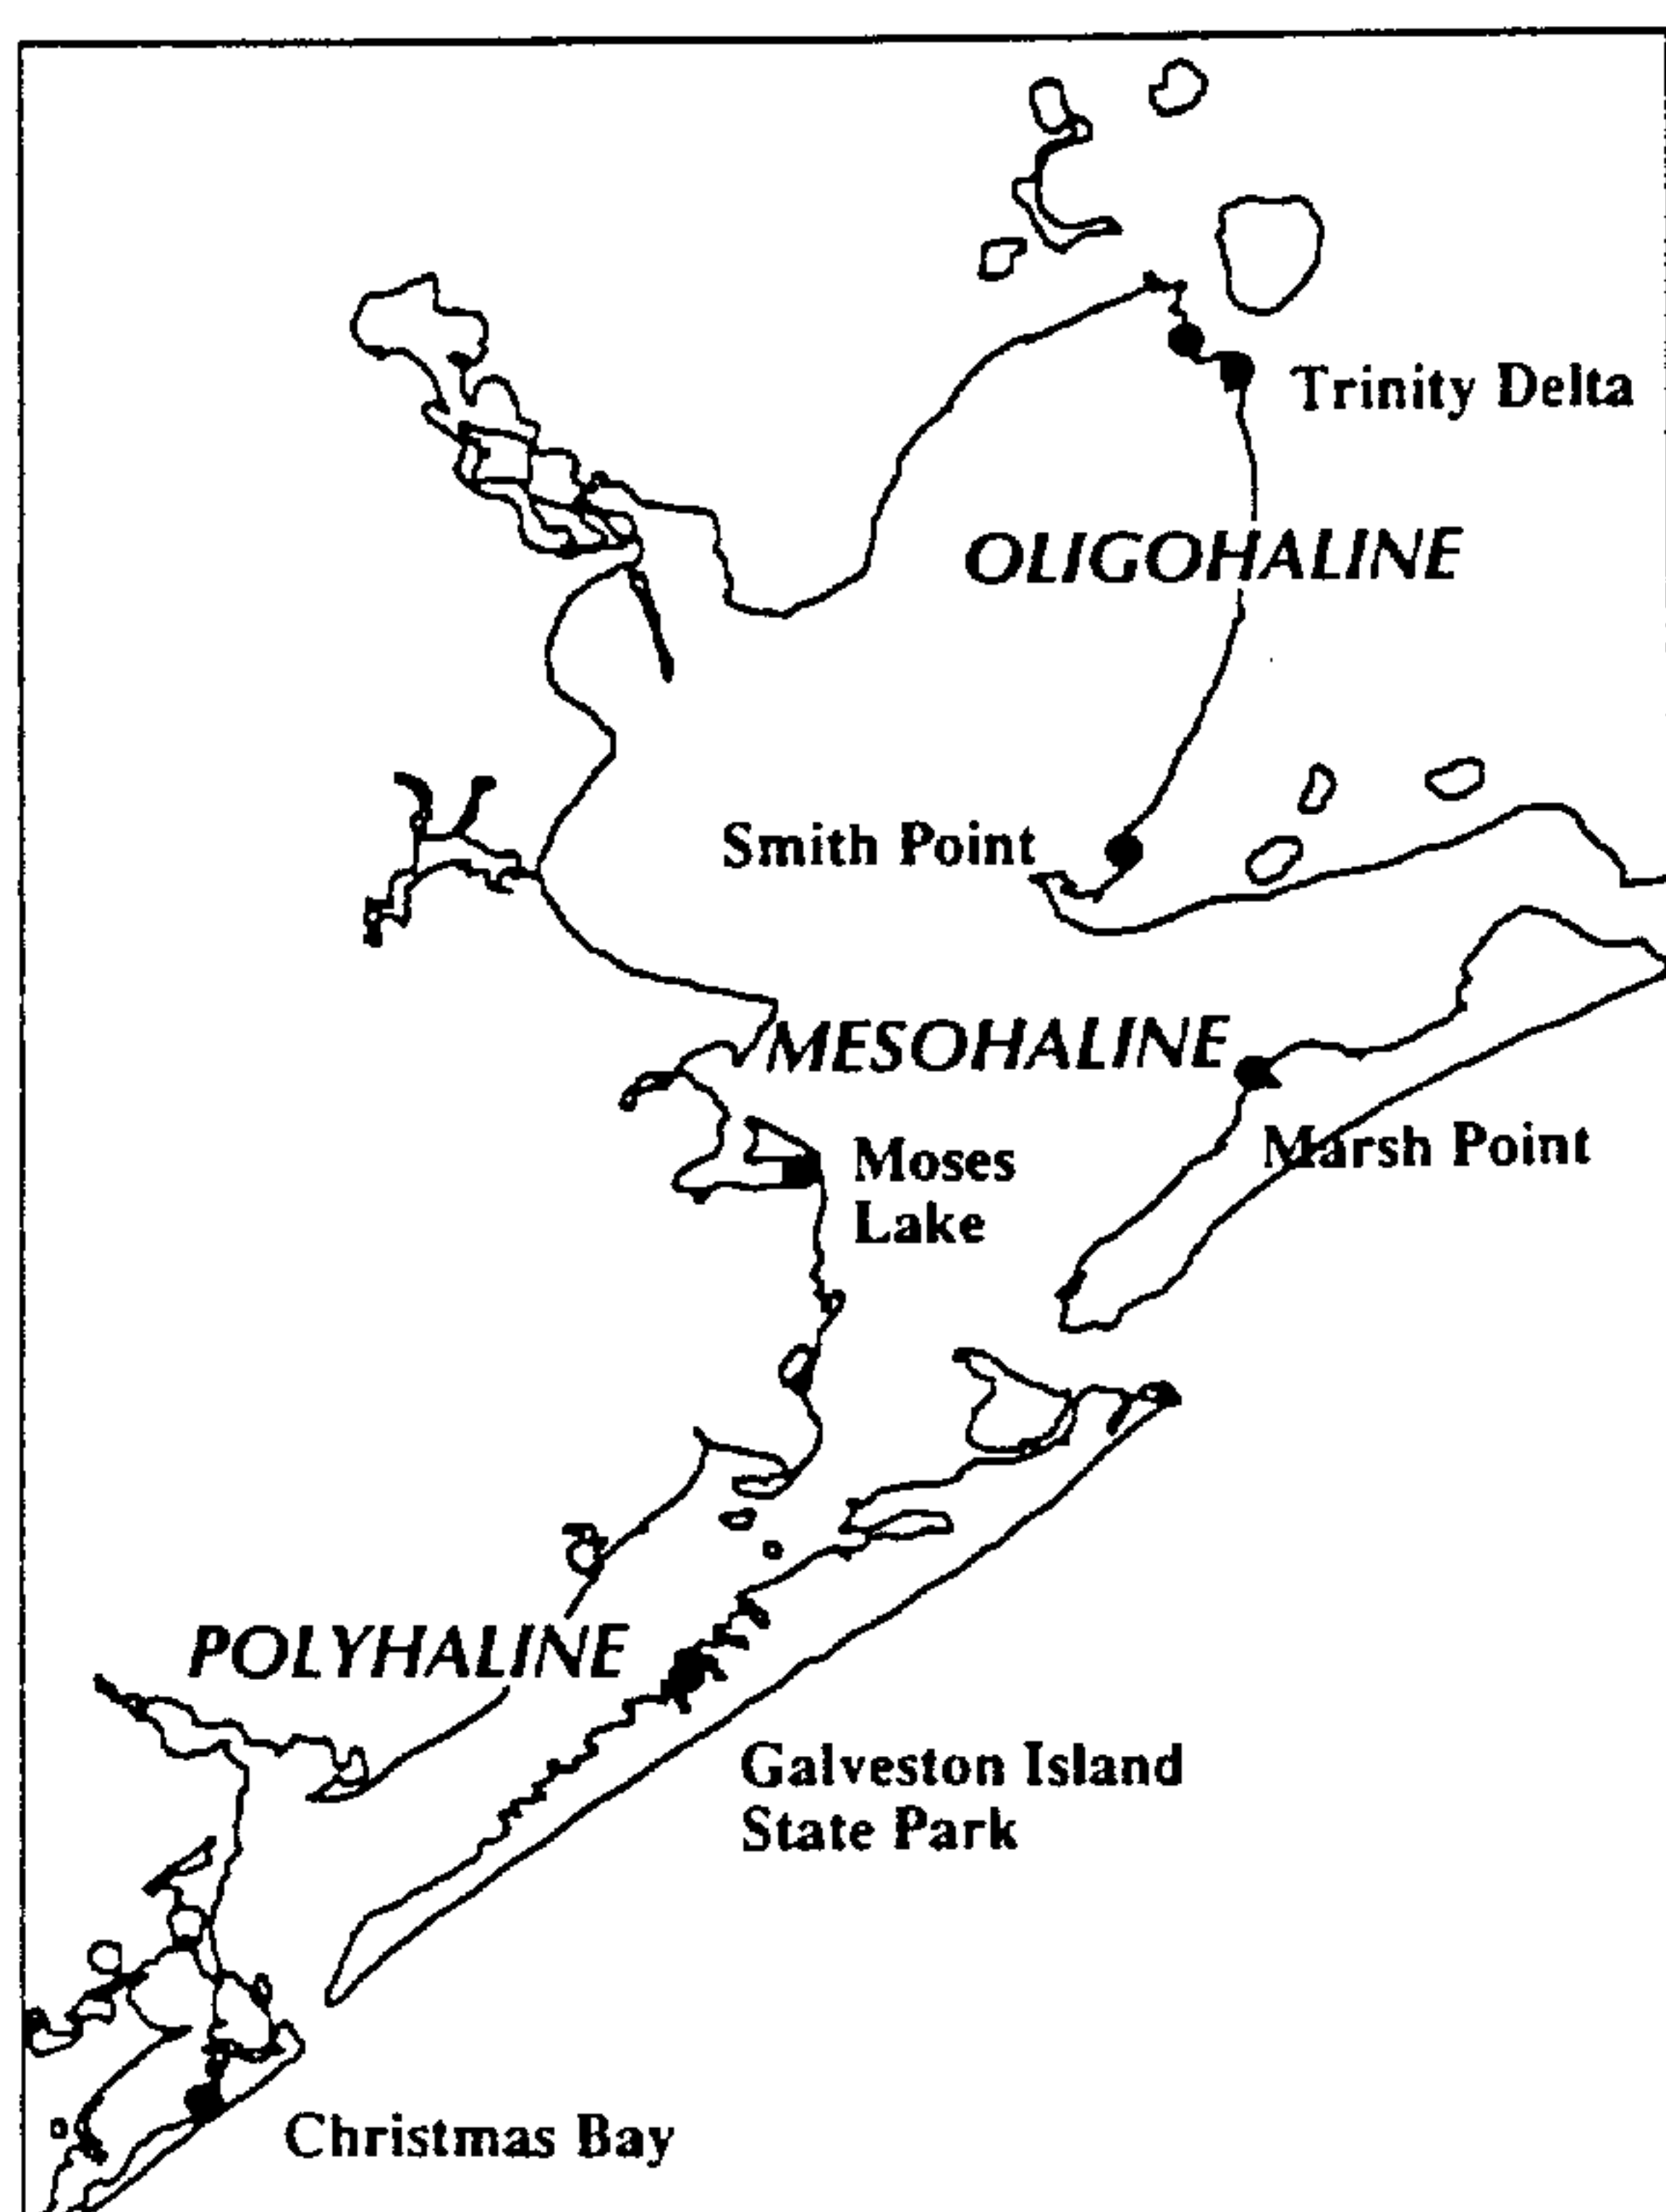 Trinity Delta
OLIGOHALINE
Smith Point
MESOHALINE
Marsh Point
Moses
Lake
POLYHALINE
Galveston Island
State Park
Christmas Bay